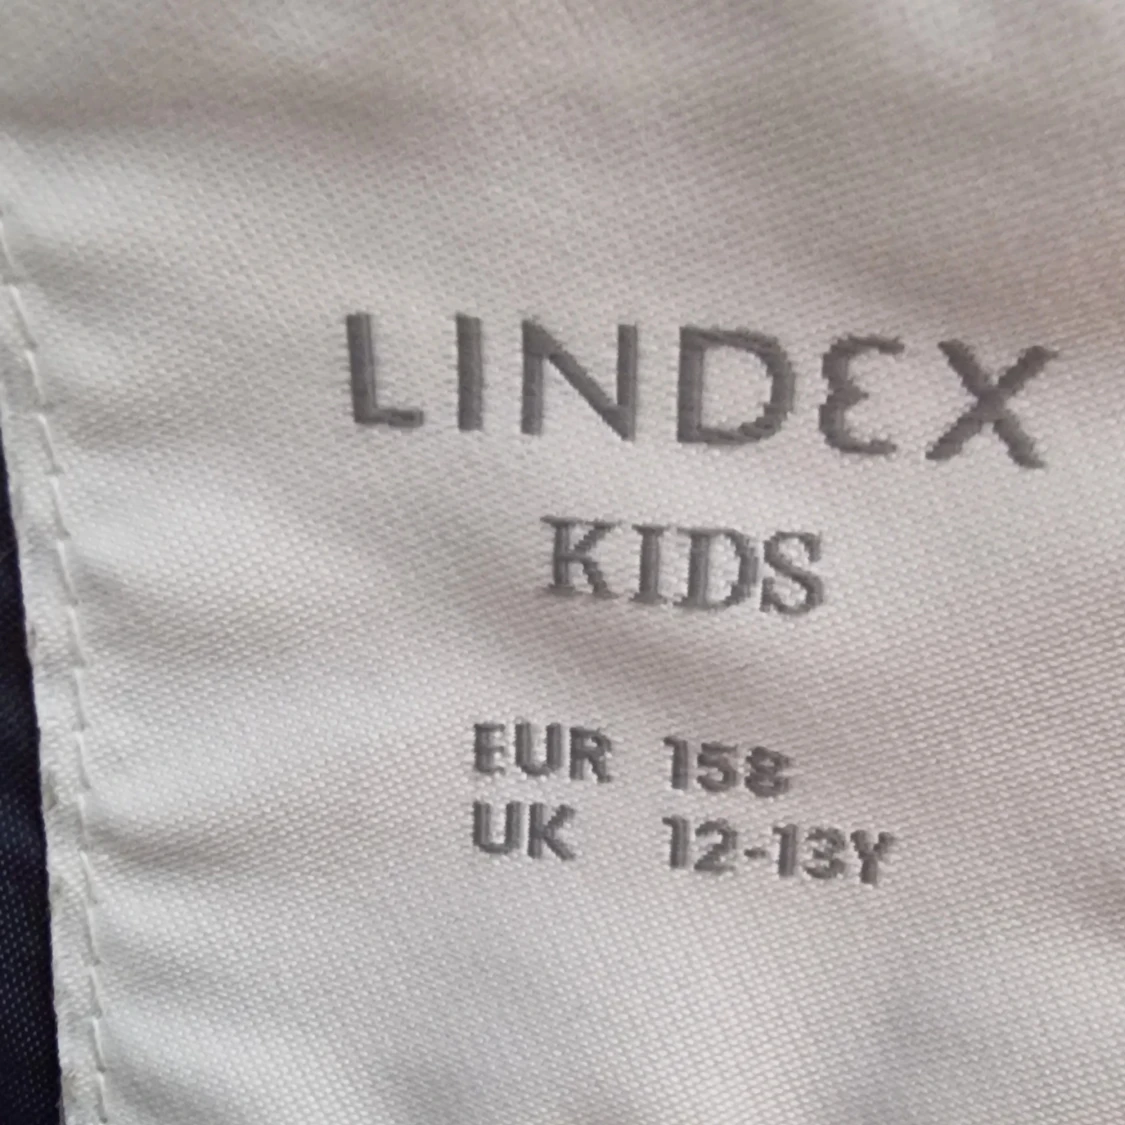 LINDEX
KIDS
EUR 158
UK 12-13Y